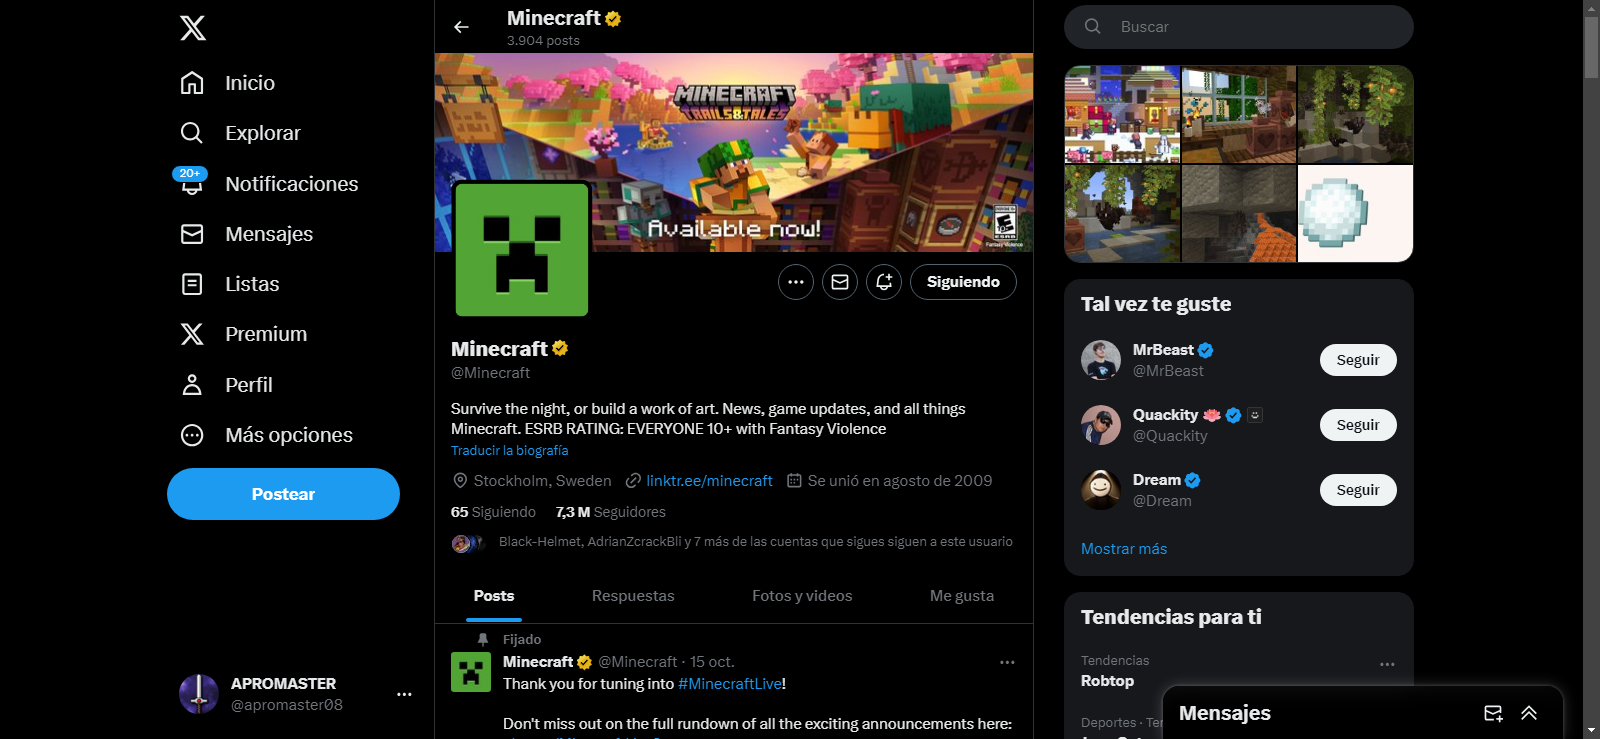 Inicio
Explorar
20+
Notificaciones
Mensajes
Listas
Premium
Perfil
Más opciones
Postear
APROMASTER
@apromaster08
Minecraft
3.904 posts
MINECRAFT
TRAILS&TALES
Available now!
E
ESRB
Fantasy Violence
Siguiendo
Minecraft
@Minecraft
Survive the night, or build a work of art. News, game updates, and all things
Minecraft. ESRB RATING: EVERYONE 10+ with Fantasy Violence
Traducir la biografía
Stockholm, Sweden linktr.ee/minecraft Se unió en agosto de 2009
65 Siguiendo 7,3 M Seguidores
Black-Helmet, AdrianZcrackBli y 7 más de las cuentas que sigues siguen a este usuario
Posts Respuestas Fotos y videos Me gusta
Fijado
Minecraft @Minecraft · 15 oct.
Thank you for tuning into #MinecraftLive!
Don't miss out on the full rundown of all the exciting announcements here:
Buscar
Tal vez te guste
MrBeast
@MrBeast
Seguir
Quackity
@Quackity
Seguir
Dream
@Dream
Seguir
Mostrar más
Tendencias para ti
Tendencias
Robtop
Deportes · Ter
Mensajes